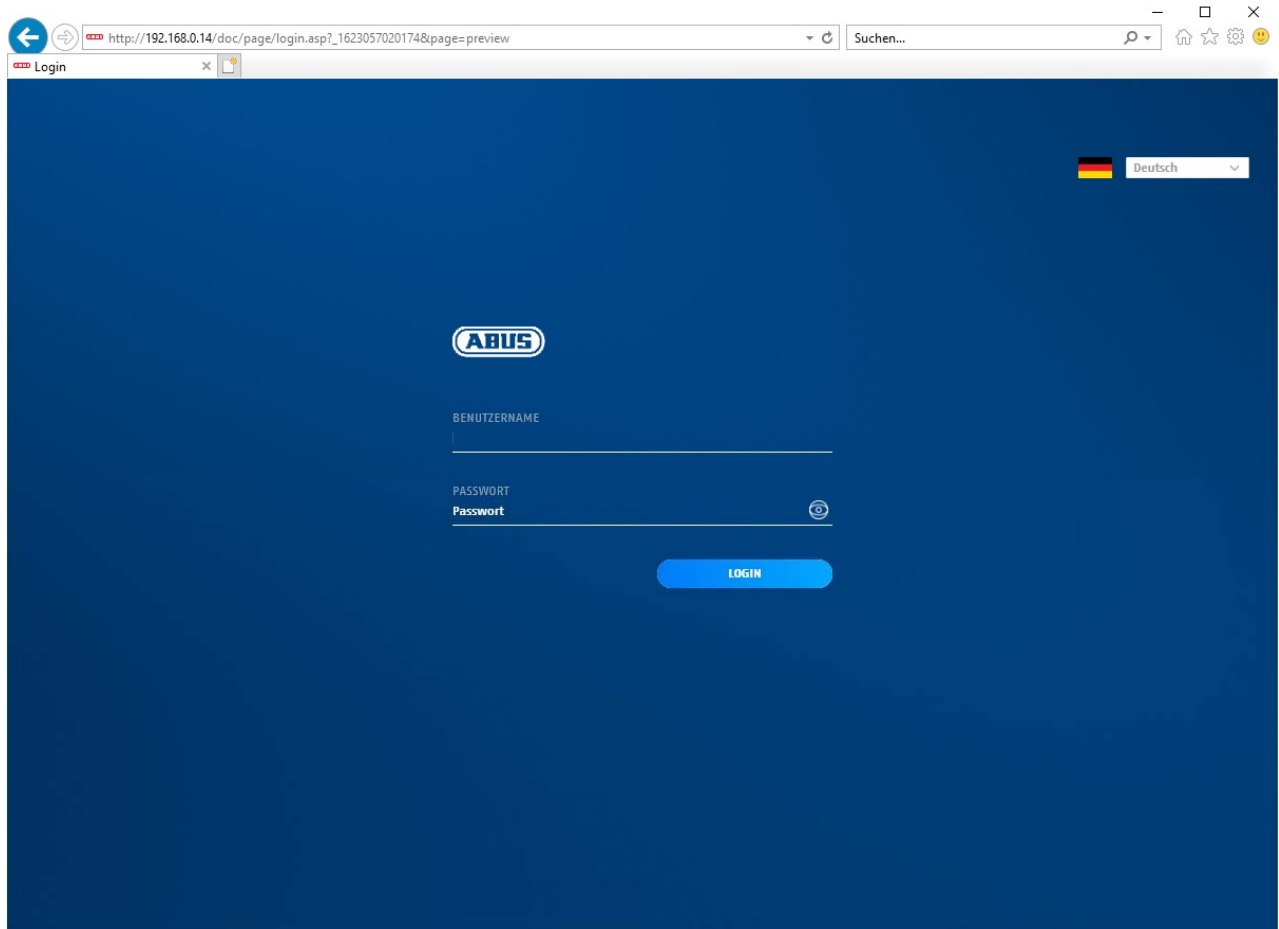 http://192.168.0.14/doc/page/login.asp?_1623057020174&page=preview
Suchen...
Login
Deutsch
ABUS
BENUTZERNAME
PASSWORT
Passwort
LOGIN